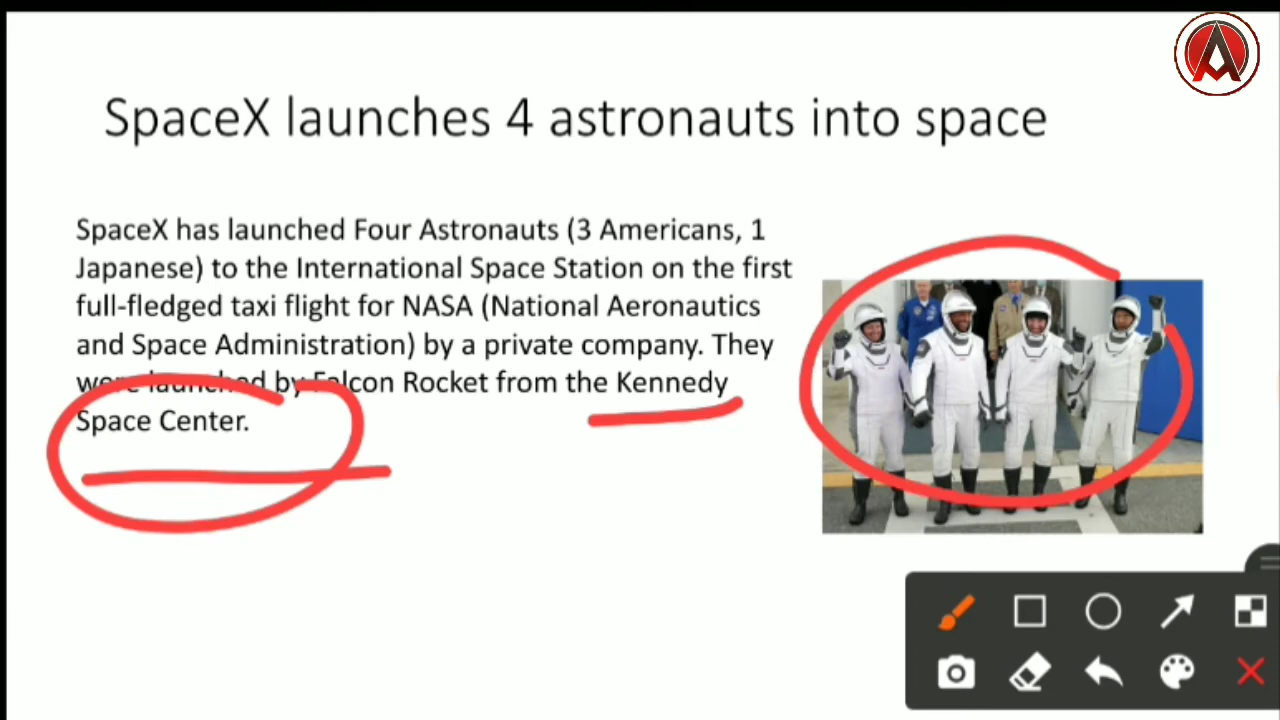 SpaceX launches 4 astronauts into space
SpaceX has launched Four Astronauts (3 Americans, 1
Japanese) to the International Space Station on the first
full-fledged taxi flight for NASA (National Aeronautics
and Space Administration) by a private company. They
were launched by Falcon Rocket from the Kennedy
Space Center.